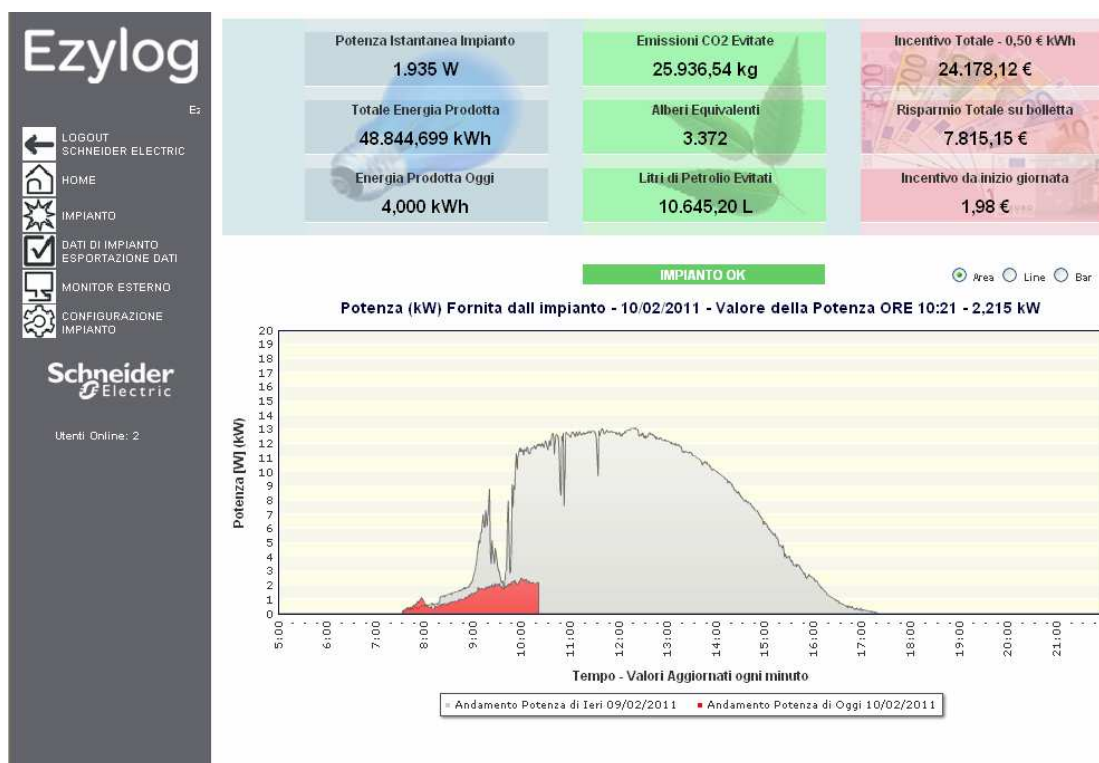 Ezylog
Ez
LOGOUT
SCHNEIDER ELECTRIC
HOME
IMPIANTO
DATI DI IMPIANTO
ESPORTAZIONE DATI
MONITOR ESTERNO
CONFIGURAZIONE
IMPIANTO
Schneider
Electric
Utenti Online: 2
Potenza Istantanea Impianto
1.935 W
Totale Energia Prodotta
48.844,699 kWh
Energia Prodotta Oggi
4,000 kWh
Emissioni CO2 Evitate
25.936,54 kg
Alberi Equivalenti
3.372
Litri di Petrolio Evitati
10.645,20 L
Incentivo Totale - 0,50 € kWh
24.178,12 €
Risparmio Totale su bolletta
7.815,15 €
Incentivo da inizio giornata
1,98 €
IMPIANTO OK
Area Line Bar
Potenza (kW) Fornita dall impianto - 10/02/2011 - Valore della Potenza ORE 10:21 - 2,215 kW
Potenza [W] (kW)
20
19
18
17
16
15
14
13
12
11
10
9
8
7
6
5
4
3
2
1
0
5:00 6:00 7:00 8:00 9:00 10:00 11:00 12:00 13:00 14:00 15:00 16:00 17:00 18:00 19:00 20:00 21:00
Tempo - Valori Aggiornati ogni minuto
Andamento Potenza di Ieri 09/02/2011 Andamento Potenza di Oggi 10/02/2011